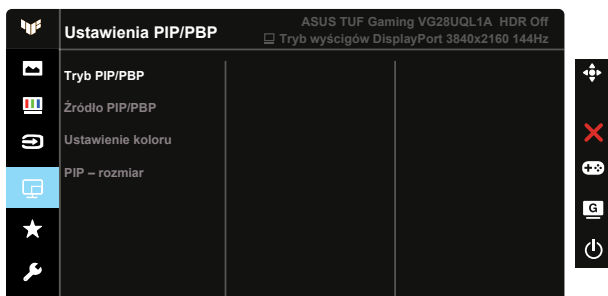 Ustawienia PIP/PBP
ASUS TUF Gaming VG28UQL1A HDR Off
Tryb wyścigów DisplayPort 3840x2160 144Hz
Tryb PIP/PBP
Źródło PIP/PBP
Ustawienie koloru
PIP – rozmiar
G